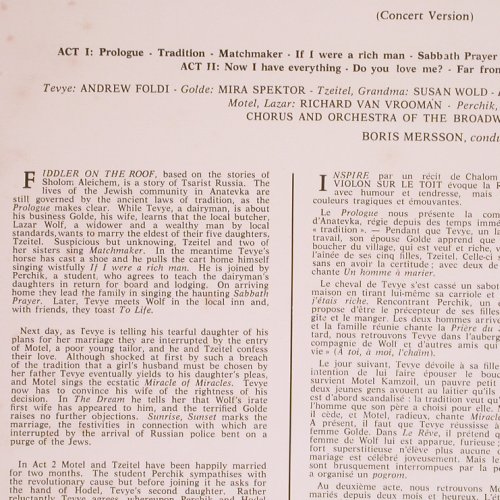 (Concert Version)
ACT I: Prologue - Tradition - Matchmaker - If I were a rich man - Sabbath Prayer
ACT II: Now I have everything - Do you love me? - Far from
Tevye: ANDREW FOLDI - Golde: MIRA SPEKTOR - Tzeitel, Grandma: SUSAN WOLD -
Motel, Lazar: RICHARD VAN VROOMAN - Perchik,
CHORUS AND ORCHESTRA OF THE BROADW
BORIS MERSSON, condu
FIDDLER ON THE ROOF, based on the stories of
Sholom Aleichem, is a story of Tsarist Russia. The
lives of the Jewish community in Anatevka are
still governed by the ancient laws of tradition, as the
Prologue makes clear. While Tevye, a dairyman, is about
his business Golde, his wife, learns that the local butcher,
Lazar Wolf, a widower and a wealthy man by local
standards, wants to marry the eldest of their five daughters,
Tzeitel. Suspicious but unknowing, Tzeitel and two of
her sisters sing Matchmaker. In the meantime Tevye's
horse has cast a shoe and he pulls the cart home himself
singing wistfully If I were a rich man. He is joined by
Perchik, a student, who agrees to teach the dairyman's
daughters in return for board and lodging. On arriving
home they lead the family in singing the haunting Sabbath
Prayer. Later, Tevye meets Wolf in the local inn and,
with friends, they toast To Life.
Next day, as Tevye is telling his tearful daughter of his
plans for her marriage they are interrupted by the entry
of Motel, a poor young tailor, and he and Tzeitel confess
their love. Although shocked at first by such a breach
of the tradition that a girl's husband must be chosen by
her father Tevye eventually yields to his daughter's pleas,
and Motel sings the ecstatic Miracle of Miracles. Tevye
now has to convince his wife of the rightness of his
decision. In The Dream he tells her that Wolf's irate
first wife has appeared to him, and the terrified Golde
raises no further objections. Sunrise, Sunset marks the
marriage, the festivities in connection with which are
interrupted by the arrival of Russian police bent on a
purge of the Jews.
In Act 2 Motel and Tzeitel have been happily married
for two months. The student Perchik sympathises with
the revolutionary cause but before joining it he asks for
the hand of Hodel, Tevye's second daughter. Rather
reluctantly Tevye agrees, whereupon Perchik and Hodel
INSPIRE par un récit de Chalom
VIOLON SUR LE TOIT évoque la R
avec humour et tendresse, mais
couleurs tragiques et émouvantes.
Le Prologue nous présente la com
d'Anateska, régie depuis des temps immé
« tradition ». — Pendant que Tevye, un la
travail, son épouse Golde apprend que
boucher du village, qui est veuf et riche, v
l'aînée de ses cinq filles, Tzeitel. Celle-ci
sans en avoir la certitude; avec deux de
chante Un homme à marier.
Le cheval de Tevye s'est cassé un sabot
maison en tirant lui-même sa carriole e
j'étais riche. Rencontrant Perchik, un é
propose d'être le précepteur de ses filles
gite et le manger. Les deux hommes arriv
et la famille réunie chante la Prière du
tard, nous retrouvons Tevye dans l'auberg
compagnie de Wolf et d'autres amis qui
vie » (A toi, à moi, l'chaïm).
Le jour suivant, Tevye dévoile à sa fille
intention de lui faire épouser le bouc
survient Motel Kamzoil, un pauvre petit
deux jeunes gens avouent au laitier qu'ils
est d'abord scandalisé: la tradition veut qu
l'homme que son père a choisi pour elle. M
il cède, et Motel, radieux, chante Miracl
A présent, il faut que Tevye réussisse à
femme Golde. Dans Le Rêve, il prétend q
femme de Wolf lui est apparue, furieuse;
fort superstitieuse n'élève plus aucune
mariage est célébré joyeusement. Mais le
sont brusquement interrompues par la p
a organisé un pogrom.
Au deuxième acte, nous retrouvons M
mariés depuis deux mois et heureux.